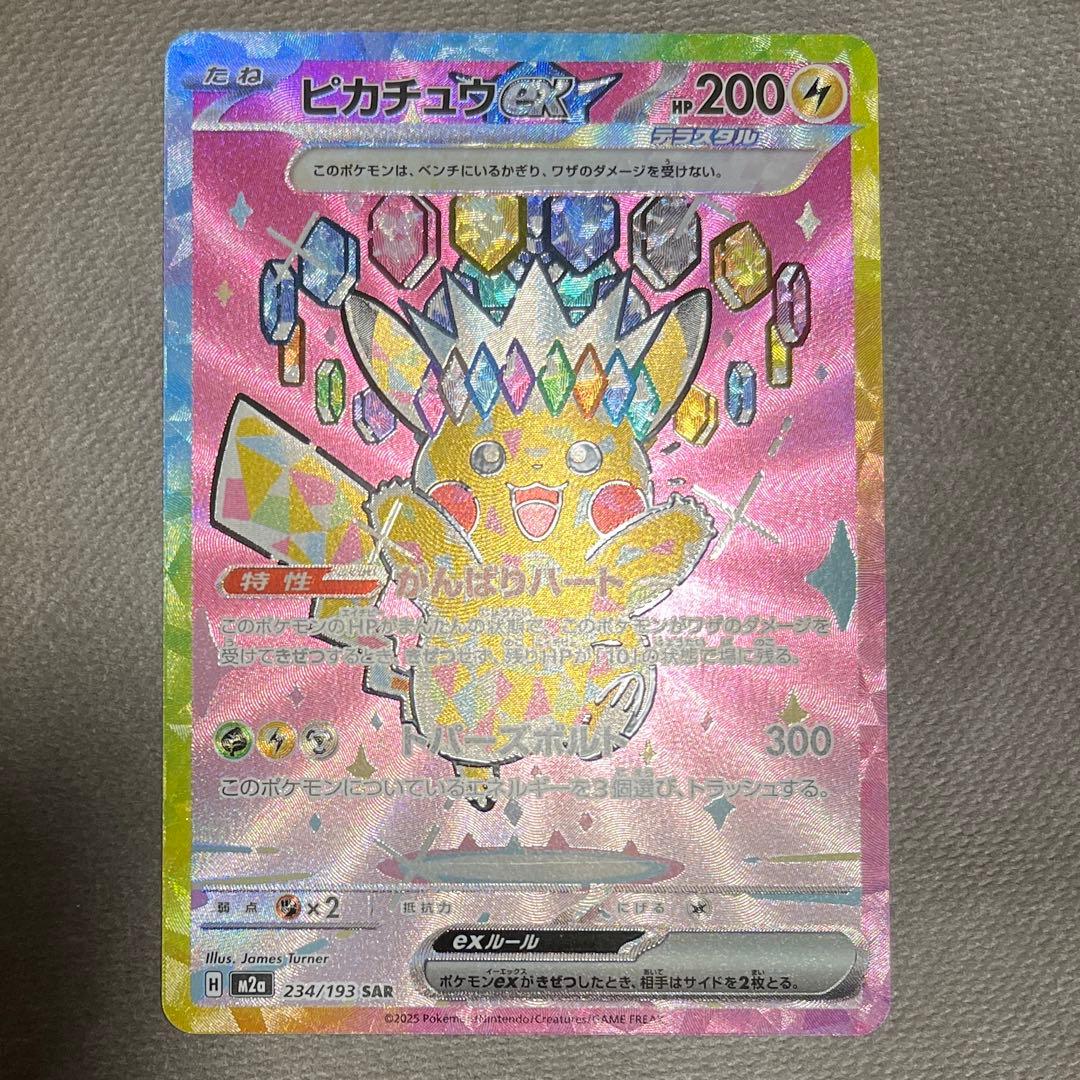 たね ピカチュウex HP200
テラスタル
このポケモンは、ベンチにいるかぎり、ワザのダメージを受けない。
特性 がんばりハート
このポケモンのHPがまんたんの状態で、このポケモンがワザのダメージを
受けてきぜつするとき、きぜつせず、残りHPが「10」の状態で場に残る。
トパーズボルト 300
このポケモンについているエネルギーを3個選び、トラッシュする。
弱点 ×2 抵抗力 にげる
exルール
ポケモンexがきぜつしたとき、相手はサイドを2枚とる。
Illus. James Turner
H m2a 234/193 SAR
©2025 Pokémon/Nintendo/Creatures/GAME FREAK